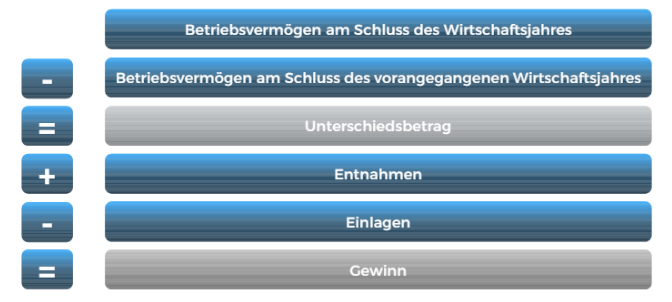 Betriebsvermögen am Schluss des Wirtschaftsjahres
- Betriebsvermögen am Schluss des vorangegangenen Wirtschaftsjahres
= Unterschiedsbetrag
+ Entnahmen
- Einlagen
= Gewinn